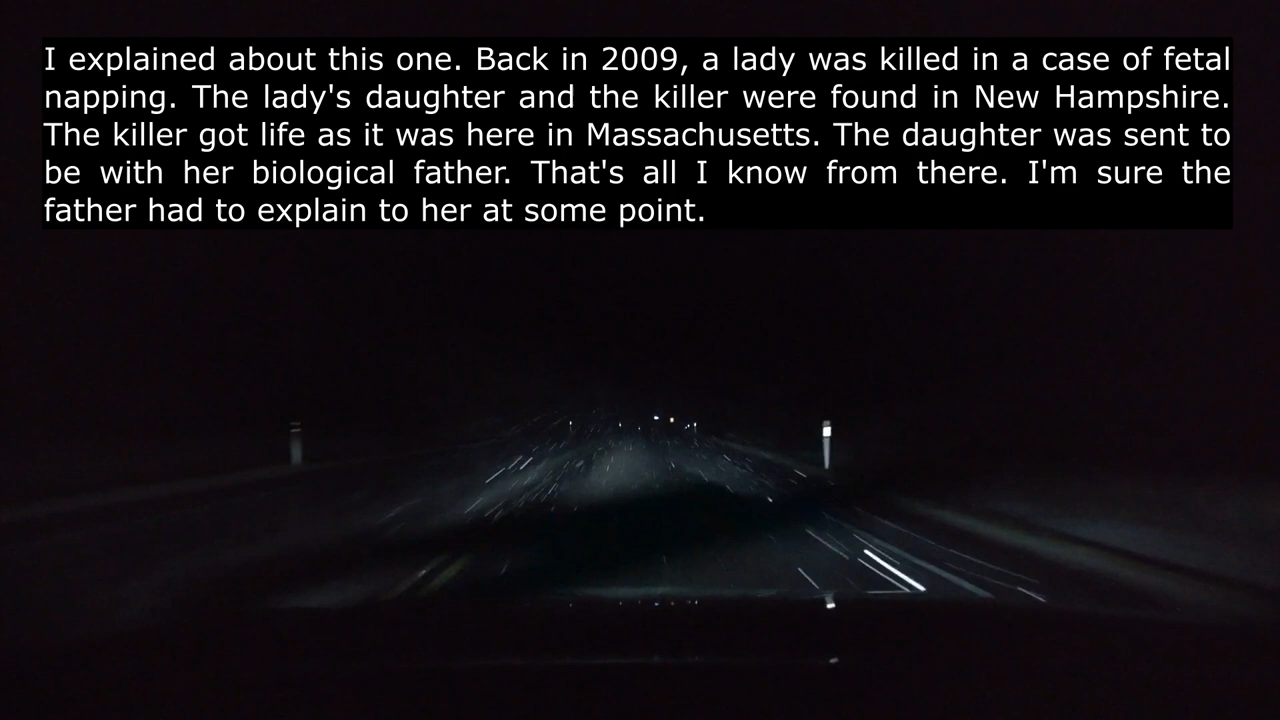 I explained about this one. Back in 2009, a lady was killed in a case of fetal
napping. The lady's daughter and the killer were found in New Hampshire.
The killer got life as it was here in Massachusetts. The daughter was sent to
be with her biological father. That's all I know from there. I'm sure the
father had to explain to her at some point.